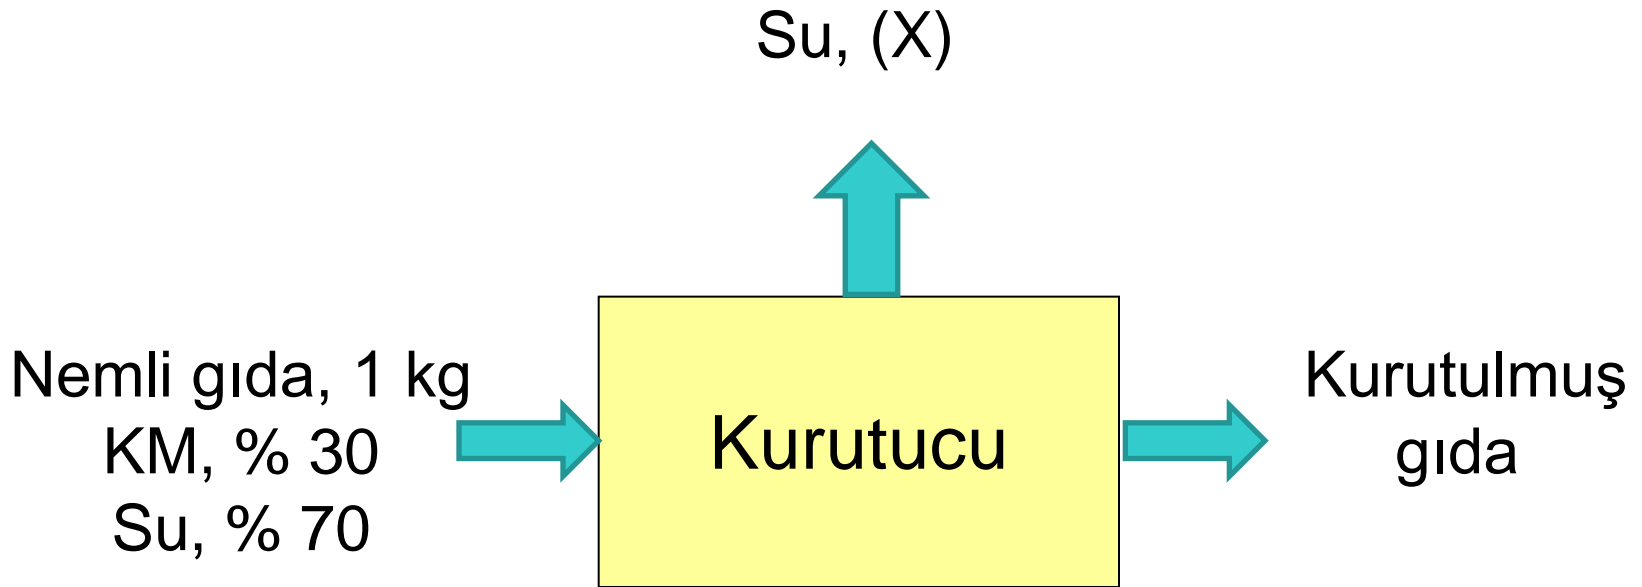 Su, (X)
Nemli gıda, 1 kg
KM, % 30
Su, % 70
Kurutucu
Kurutulmuş
gıda